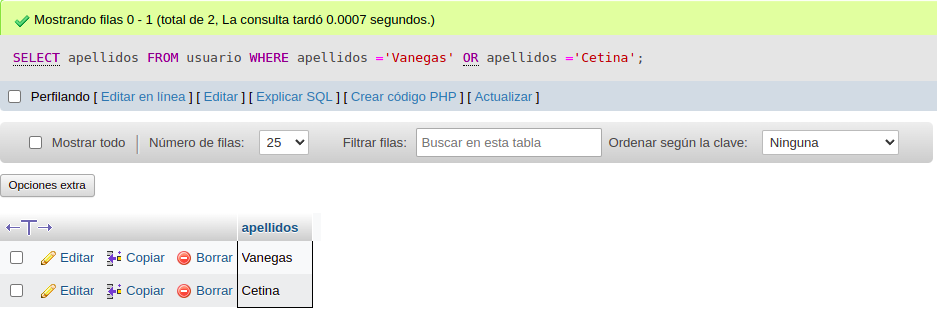 Mostrando filas 0 - 1 (total de 2, La consulta tardó 0.0007 segundos.)
SELECT apellidos FROM usuario WHERE apellidos ='Vanegas' OR apellidos ='Cetina';
Perfilando [ Editar en línea ] [ Editar ] [ Explicar SQL ] [ Crear código PHP ] [ Actualizar ]
Mostrar todo Número de filas: 25 Filtrar filas: Buscar en esta tabla Ordenar según la clave: Ninguna
Opciones extra
←T→ apellidos
Editar Copiar Borrar Vanegas
Editar Copiar Borrar Cetina